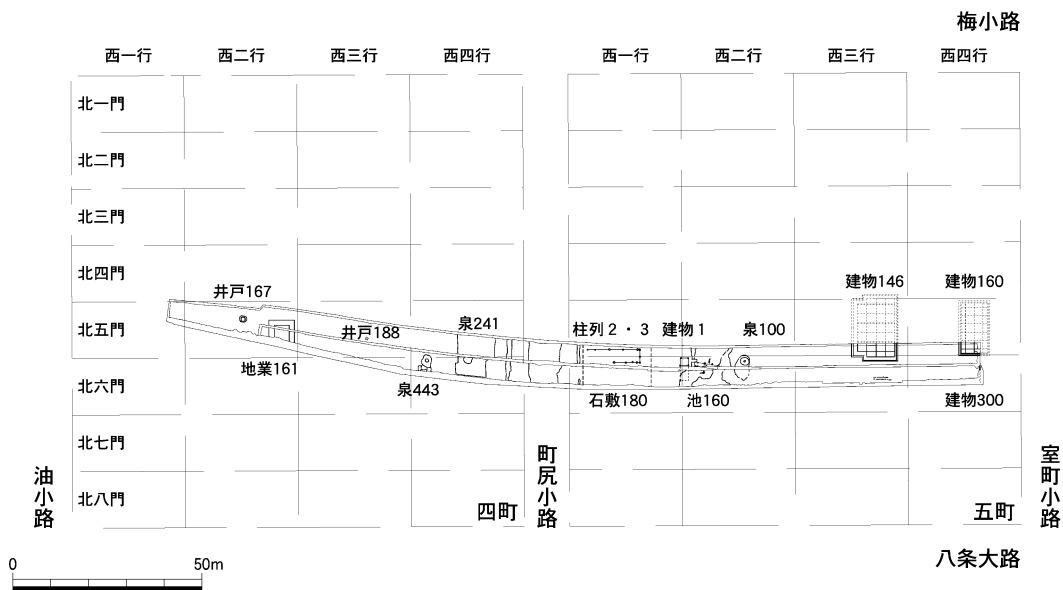 梅小路
西一行 西二行 西三行 西四行 西一行 西二行 西三行 西四行
北一門
北二門
北三門
北四門
井戸167
建物146
建物160
北五門
井戸188
泉241
柱列2・3
建物1
泉100
地業161
北六門
泉443
石敷180
池160
建物300
北七門
北八門
油小路
四町
町尻小路
五町
室町小路
八条大路
0 50m